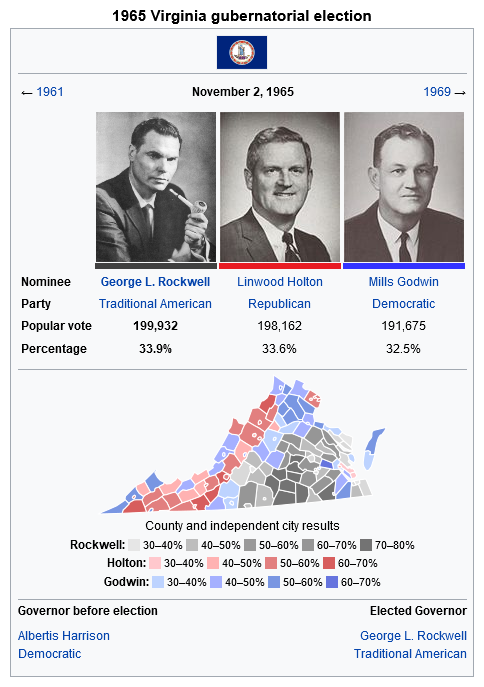 1965 Virginia gubernatorial election
← 1961 November 2, 1965 1969 →
Nominee George L. Rockwell Linwood Holton Mills Godwin
Party Traditional American Republican Democratic
Popular vote 199,932 198,162 191,675
Percentage 33.9% 33.6% 32.5%
County and independent city results
Rockwell: 30–40% 40–50% 50–60% 60–70% 70–80%
Holton: 30–40% 40–50% 50–60% 60–70%
Godwin: 30–40% 40–50% 50–60% 60–70%
Governor before election Elected Governor
Albertis Harrison George L. Rockwell
Democratic Traditional American